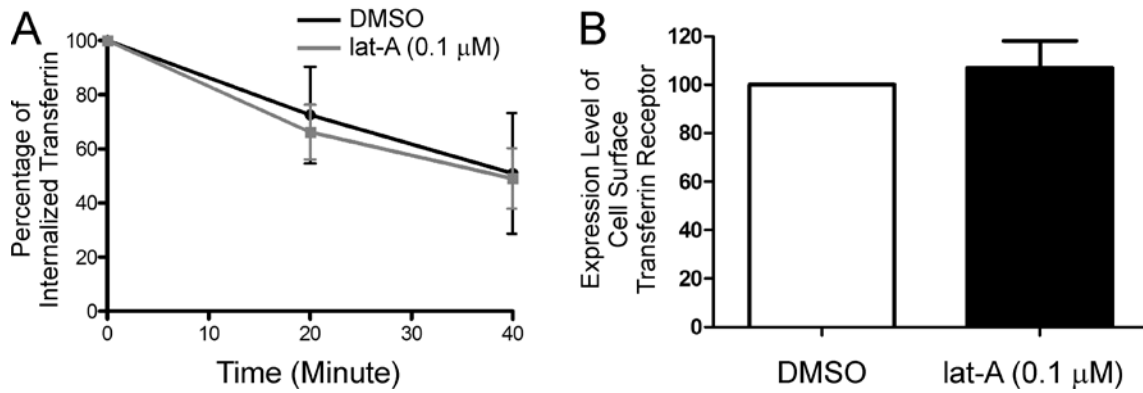 A
DMSO
lat-A (0.1 μM)
Percentage of
Internalized Transferrin
100
80
60
40
20
0
0 10 20 30 40
Time (Minute)
B
Expression Level of
Cell Surface
Transferrin Receptor
120
100
80
60
40
20
0
DMSO lat-A (0.1 μM)